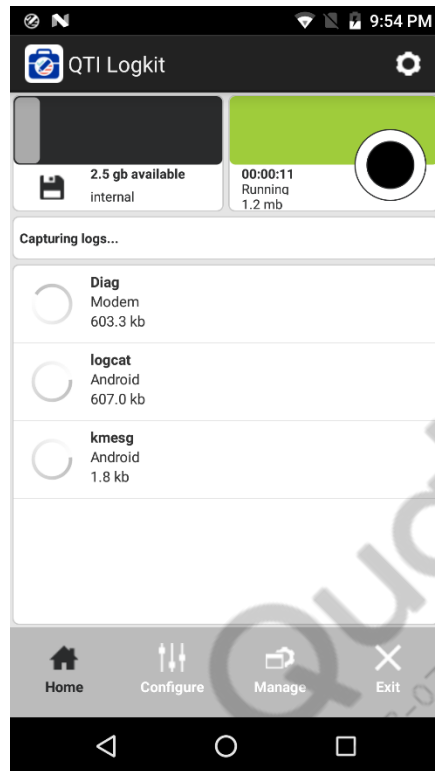 9:54 PM
QTI Logkit
2.5 gb available
internal
00:00:11
Running
1.2 mb
Capturing logs...
Diag
Modem
603.3 kb
logcat
Android
607.0 kb
kmesg
Android
1.8 kb
Home
Configure
Manage
Exit